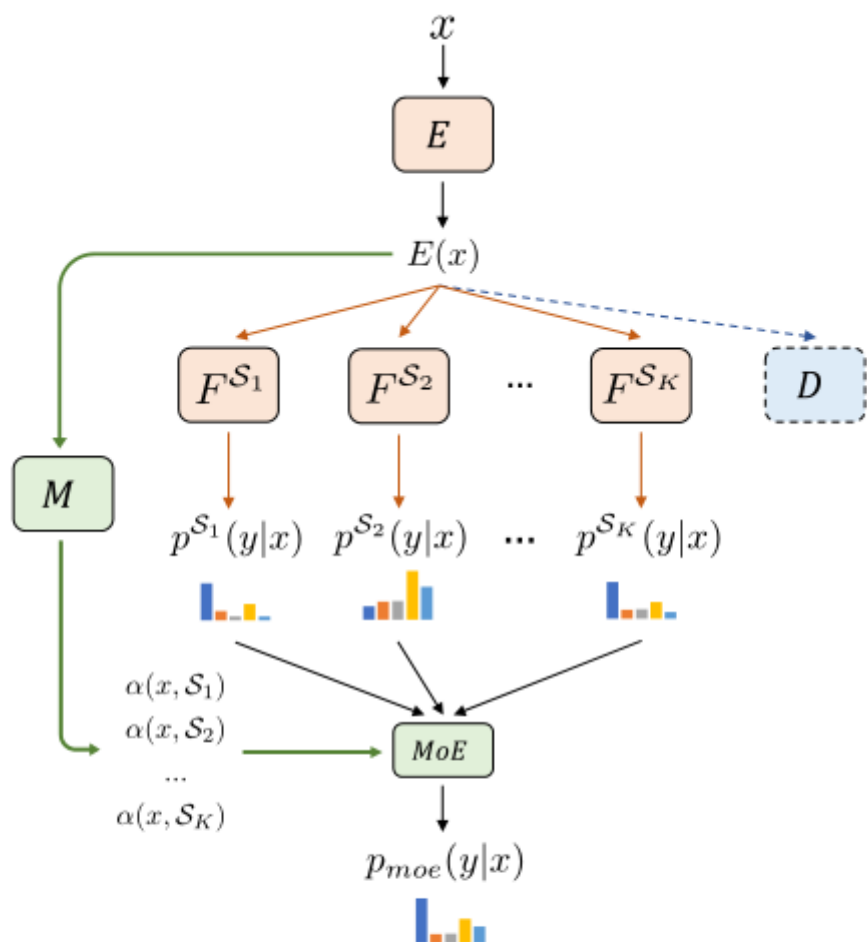 x
E
E(x)
F^{S_1} F^{S_2} ... F^{S_K} D
M
p^{S_1}(y|x) p^{S_2}(y|x) ... p^{S_K}(y|x)
α(x, S_1)
α(x, S_2)
...
α(x, S_K)
MoE
p_{moe}(y|x)